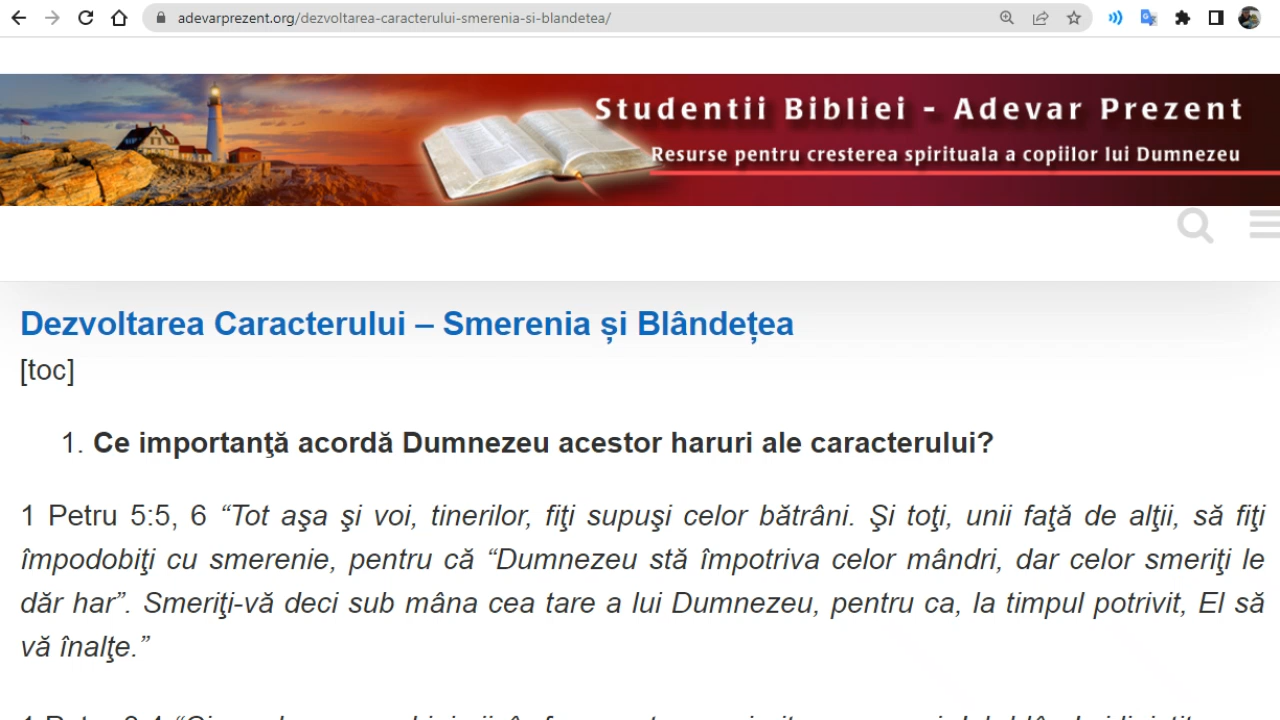 adevarprezent.org/dezvoltarea-caracterului-smerenia-si-blandetea/
Studentii Bibliei - Adevar Prezent
Resurse pentru cresterea spirituala a copiilor lui Dumnezeu
Dezvoltarea Caracterului – Smerenia și Blândețea
[toc]
1. Ce importanţă acordă Dumnezeu acestor haruri ale caracterului?
1 Petru 5:5, 6 “Tot aşa şi voi, tinerilor, fiţi supuşi celor bătrâni. Şi toţi, unii faţă de alţii, să fiţi
împodobiţi cu smerenie, pentru că “Dumnezeu stă împotriva celor mândri, dar celor smeriţi le
dăr har”. Smeriţi-vă deci sub mâna cea tare a lui Dumnezeu, pentru ca, la timpul potrivit, El să
vă înalţe.”